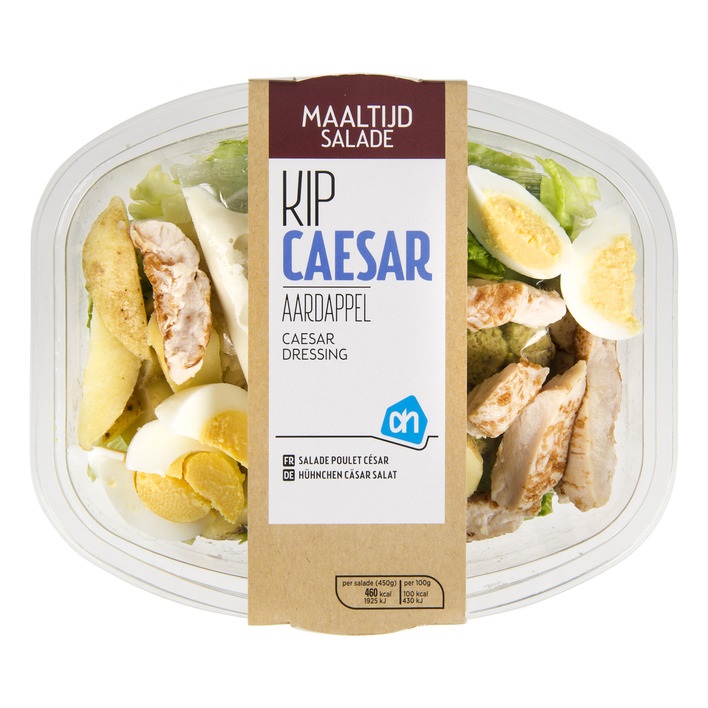 MAALTIJD
SALADE
KIP
CAESAR
AARDAPPEL
CAESAR
DRESSING
ah
FR SALADE POULET CÉSAR
DE HÜHNCHEN CÄSAR SALAT
per salade (450g) per 100g
460 kcal 100 kcal
1925 kJ 430 kJ